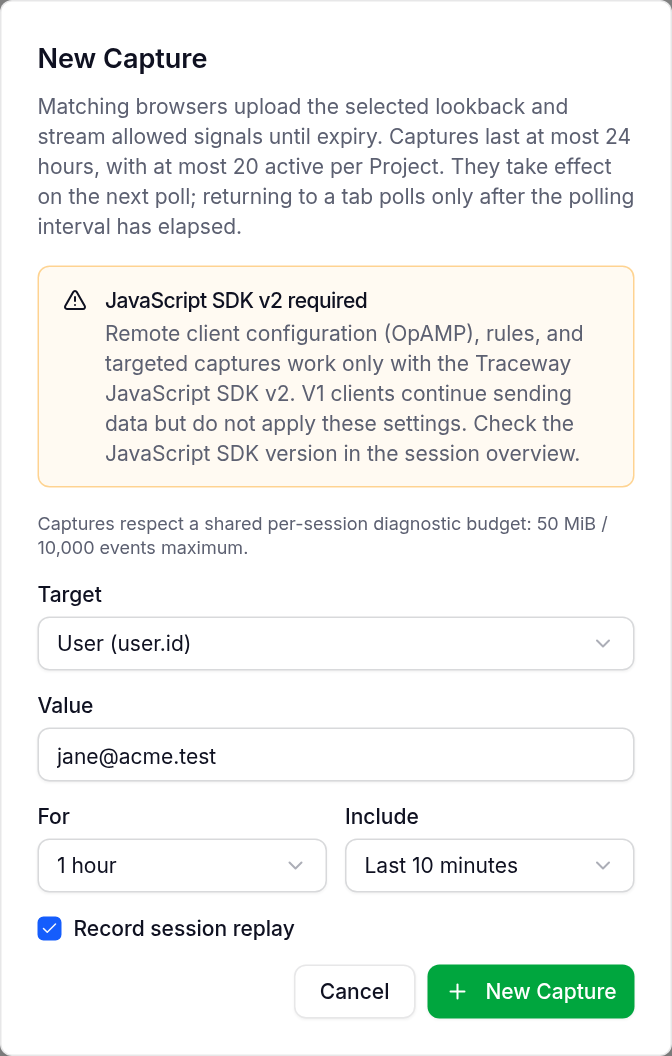 New Capture
Matching browsers upload the selected lookback and
stream allowed signals until expiry. Captures last at most 24
hours, with at most 20 active per Project. They take effect
on the next poll; returning to a tab polls only after the polling
interval has elapsed.
JavaScript SDK v2 required
Remote client configuration (OpAMP), rules, and
targeted captures work only with the Traceway
JavaScript SDK v2. V1 clients continue sending
data but do not apply these settings. Check the
JavaScript SDK version in the session overview.
Captures respect a shared per-session diagnostic budget: 50 MiB /
10,000 events maximum.
Target
User (user.id)
Value
jane@acme.test
For
Include
1 hour
Last 10 minutes
Record session replay
Cancel
+ New Capture